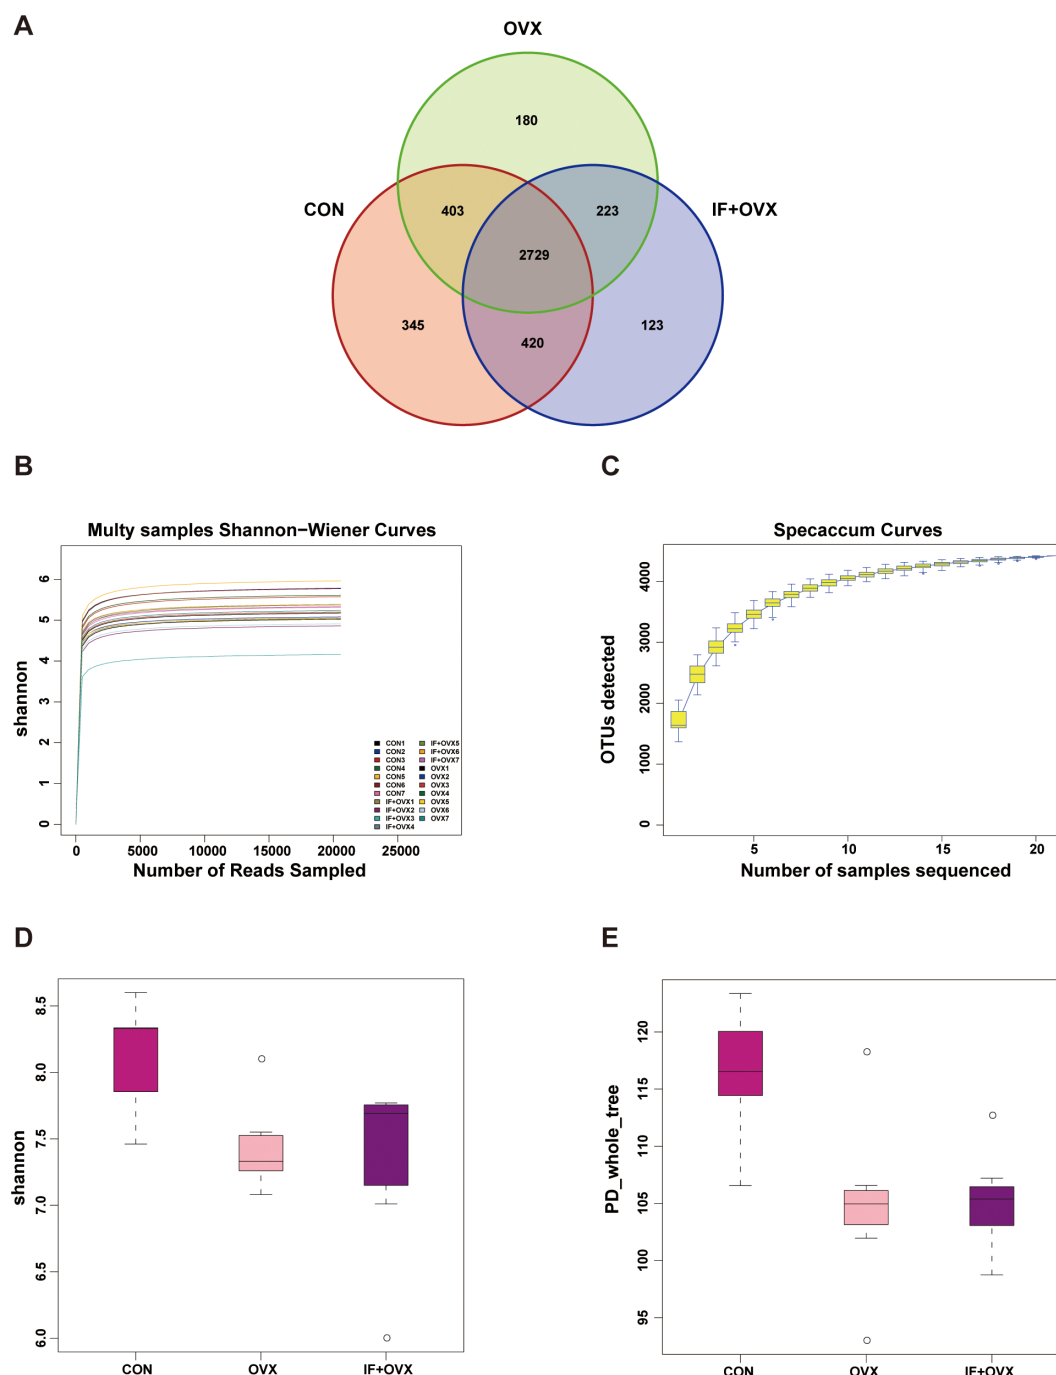 A
OVX
180
CON
403
223
IF+OVX
2729
345
420
123
B
Multy samples Shannon−Wiener Curves
shannon
6
5
4
3
2
1
0
0 5000 10000 15000 20000 25000
Number of Reads Sampled
CON1
CON2
CON3
CON4
CON5
CON6
CON7
IF+OVX1
IF+OVX2
IF+OVX3
IF+OVX4
IF+OVX5
IF+OVX6
IF+OVX7
OVX1
OVX2
OVX3
OVX4
OVX5
OVX6
OVX7
C
Specaccum Curves
OTUs detected
4000
3000
2000
1000
0
5 10 15 20
Number of samples sequenced
D
shannon
8.5
8.0
7.5
7.0
6.5
6.0
CON OVX IF+OVX
E
PD_whole_tree
120
115
110
105
100
95
CON OVX IF+OVX